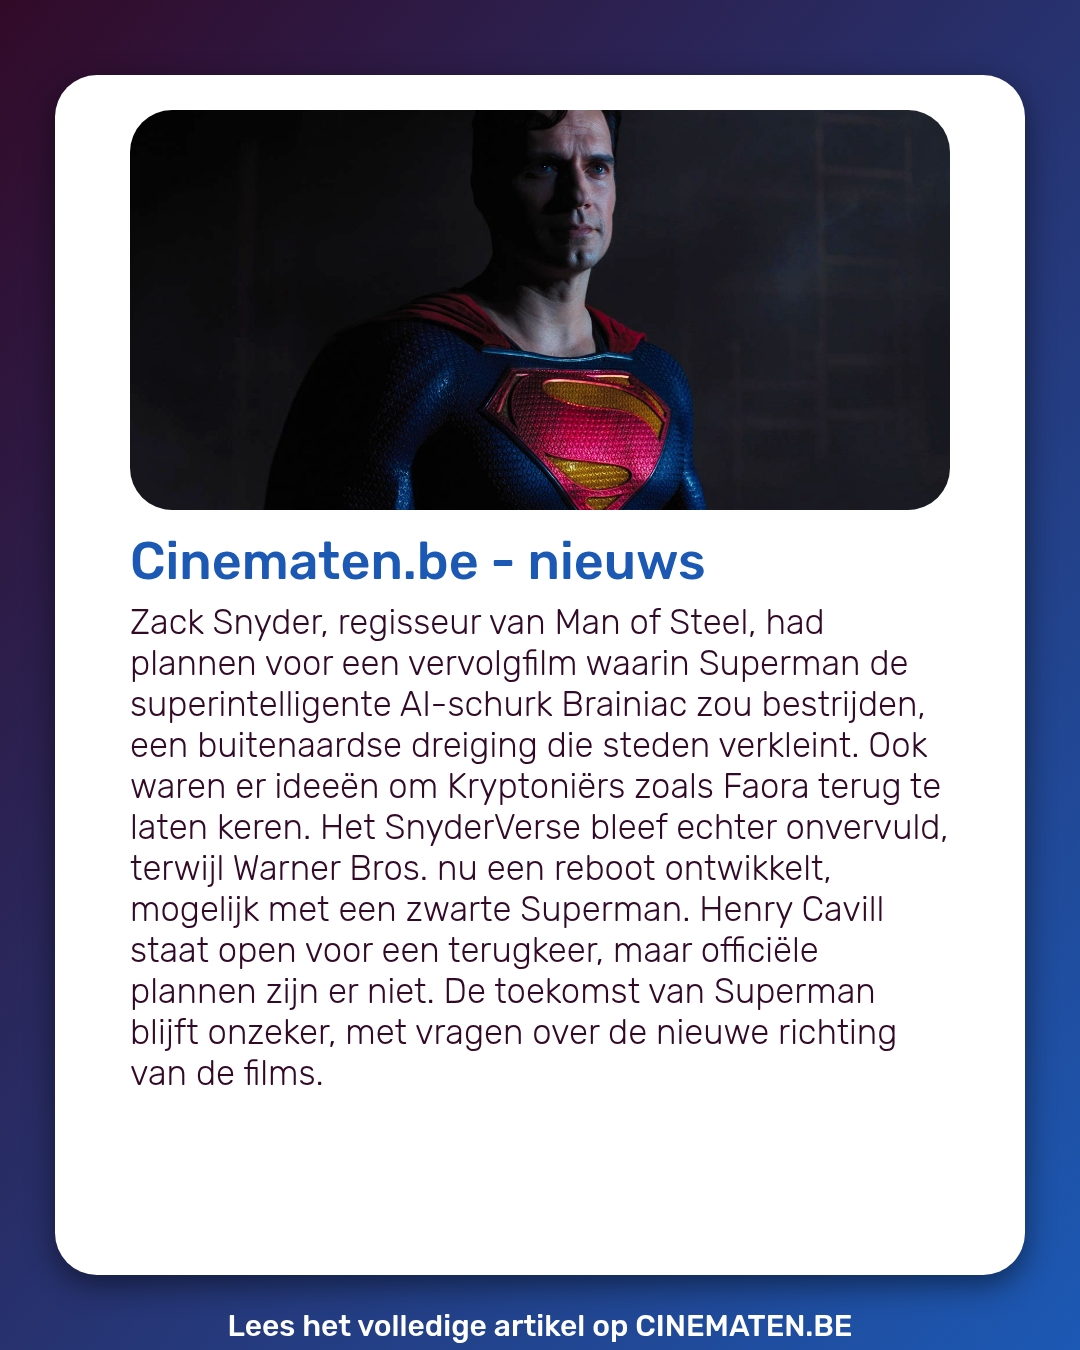 Cinematen.be - nieuws
Zack Snyder, regisseur van Man of Steel, had
plannen voor een vervolgfilm waarin Superman de
superintelligente AI-schurk Brainiac zou bestrijden,
een buitenaardse dreiging die steden verkleint. Ook
waren er ideeën om Kryptoniërs zoals Faora terug te
laten keren. Het SnyderVerse bleef echter onvervuld,
terwijl Warner Bros. nu een reboot ontwikkelt,
mogelijk met een zwarte Superman. Henry Cavill
staat open voor een terugkeer, maar officiële
plannen zijn er niet. De toekomst van Superman
blijft onzeker, met vragen over de nieuwe richting
van de films.
Lees het volledige artikel op CINEMATEN.BE